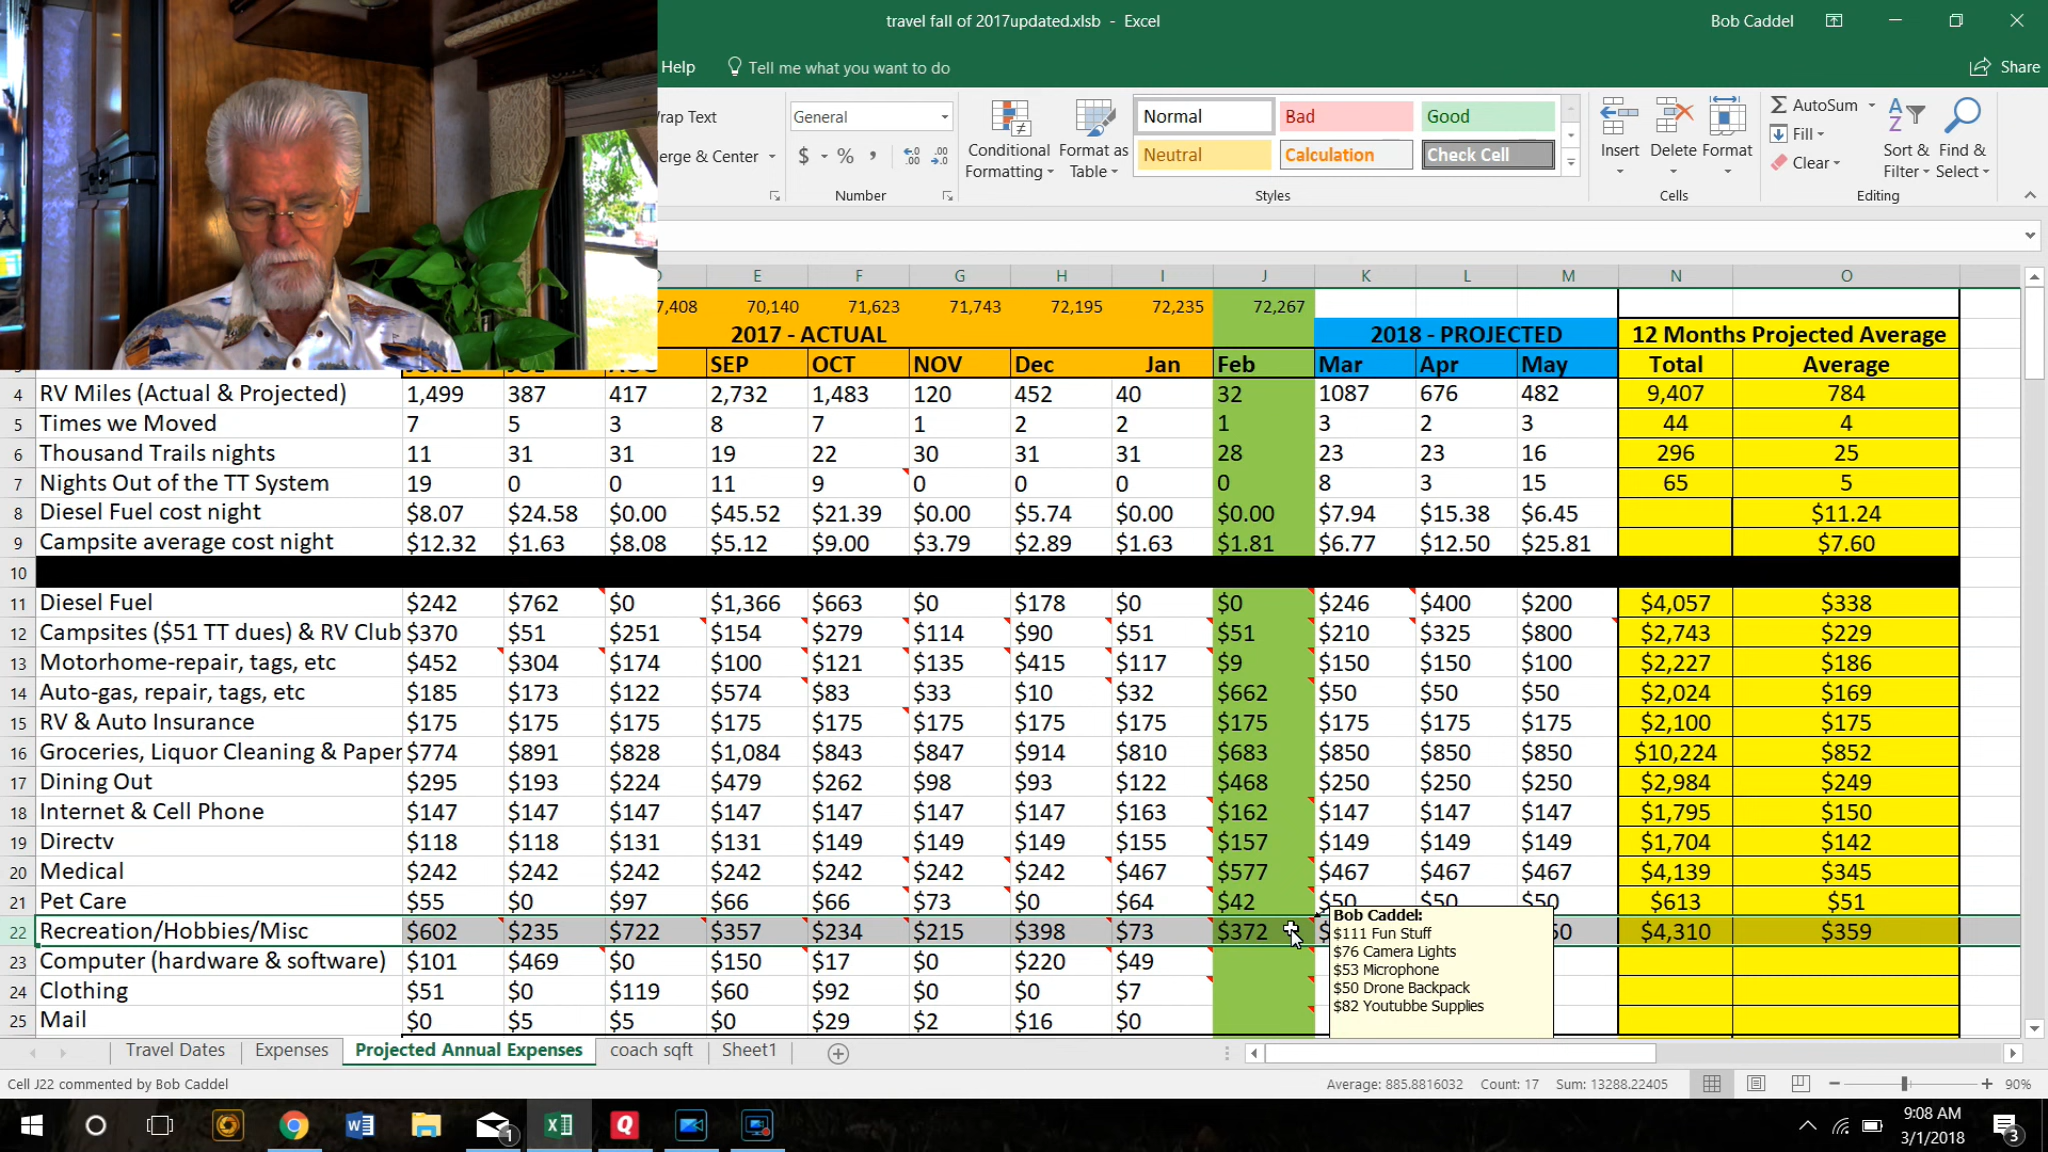 travel fall of 2017updated.xlsb - Excel
Bob Caddel
Help Tell me what you want to do
Share
rap Text
General
Normal Bad Good
AutoSum
Fill
erge & Center
$ % ,
Conditional Formatting
Format as Table
Neutral Calculation Check Cell
Insert Delete Format
Clear
Sort & Filter
Find & Select
Number Styles Cells Editing
E F G H I J K L M N O
7,408 70,140 71,623 71,743 72,195 72,235 72,267
2017 - ACTUAL 2018 - PROJECTED 12 Months Projected Average
SEP OCT NOV Dec Jan Feb Mar Apr May Total Average
4 RV Miles (Actual & Projected) 1,499 387 417 2,732 1,483 120 452 40 32 1087 676 482 9,407 784
5 Times we Moved 7 5 3 8 7 1 2 2 1 3 2 3 44 4
6 Thousand Trails nights 11 31 31 19 22 30 31 31 28 23 23 16 296 25
7 Nights Out of the TT System 19 0 0 11 9 0 0 0 0 8 3 15 65 5
8 Diesel Fuel cost night $8.07 $24.58 $0.00 $45.52 $21.39 $0.00 $5.74 $0.00 $0.00 $7.94 $15.38 $6.45 $11.24
9 Campsite average cost night $12.32 $1.63 $8.08 $5.12 $9.00 $3.79 $2.89 $1.63 $1.81 $6.77 $12.50 $25.81 $7.60
10
11 Diesel Fuel $242 $762 $0 $1,366 $663 $0 $178 $0 $0 $246 $400 $200 $4,057 $338
12 Campsites ($51 TT dues) & RV Club $370 $51 $251 $154 $279 $114 $90 $51 $51 $210 $325 $800 $2,743 $229
13 Motorhome-repair, tags, etc $452 $304 $174 $100 $121 $135 $415 $117 $9 $150 $150 $100 $2,227 $186
14 Auto-gas, repair, tags, etc $185 $173 $122 $574 $83 $33 $10 $32 $662 $50 $50 $50 $2,024 $169
15 RV & Auto Insurance $175 $175 $175 $175 $175 $175 $175 $175 $175 $175 $175 $175 $2,100 $175
16 Groceries, Liquor Cleaning & Paper $774 $891 $828 $1,084 $843 $847 $914 $810 $683 $850 $850 $850 $10,224 $852
17 Dining Out $295 $193 $224 $479 $262 $98 $93 $122 $468 $250 $250 $250 $2,984 $249
18 Internet & Cell Phone $147 $147 $147 $147 $147 $147 $147 $163 $162 $147 $147 $147 $1,795 $150
19 Directv $118 $118 $131 $131 $149 $149 $149 $155 $157 $149 $149 $149 $1,704 $142
20 Medical $242 $242 $242 $242 $242 $242 $242 $467 $577 $467 $467 $467 $4,139 $345
21 Pet Care $55 $0 $97 $66 $66 $73 $0 $64 $42 $50 $50 $50 $613 $51
22 Recreation/Hobbies/Misc $602 $235 $722 $357 $234 $215 $398 $73 $372 $ 50 $4,310 $359
23 Computer (hardware & software) $101 $469 $0 $150 $17 $0 $220 $49
24 Clothing $51 $0 $119 $60 $92 $0 $0 $7
25 Mail $0 $5 $5 $0 $29 $2 $16 $0
Bob Caddel:
$111 Fun Stuff
$76 Camera Lights
$53 Microphone
$50 Drone Backpack
$82 Youtubbe Supplies
Travel Dates Expenses Projected Annual Expenses coach sqft Sheet1
Cell J22 commented by Bob Caddel Average: 885.8816032 Count: 17 Sum: 13288.22405 90%
1
9:08 AM
3/1/2018
3